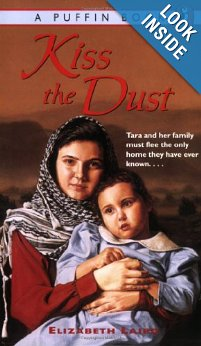 A PUFFIN BO
LOOK
INSIDE
Kiss
the Dust
Tara and her family
must flee the only
home they have ever
known. . . .
ELIZABETH LAIRD